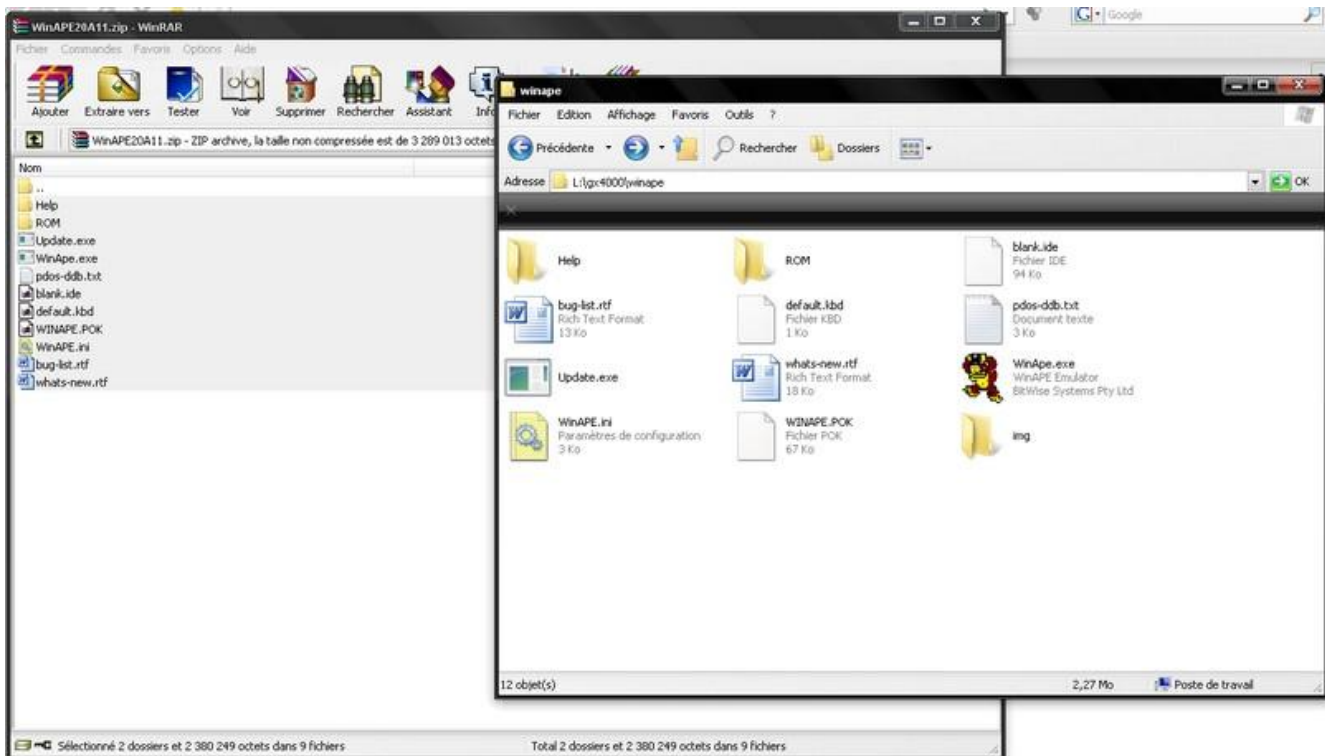 WinAPE20A11.zip - WinRAR
Google
Fichier Commandes Favoris Options Aide
Ajouter Extraire vers Tester Voir Supprimer Rechercher Assistant Info
WinAPE20A11.zip - ZIP archive, la taille non compressée est de 3 289 013 octets
Nom
..
Help
ROM
Update.exe
WinApe.exe
pdos-ddb.txt
blank.ide
default.kbd
WINAPE.POK
WinAPE.ini
bug-list.rtf
whats-new.rtf
Sélectionné 2 dossiers et 2 380 249 octets dans 9 fichiers
Total 2 dossiers et 2 380 249 octets dans 9 fichiers
winape
Fichier Edition Affichage Favoris Outils ?
Précédente Rechercher Dossiers
Adresse L:\gx4000\winape OK
Help
ROM
blank.ide
Fichier IDE
94 Ko
bug-list.rtf
Rich Text Format
13 Ko
default.kbd
Fichier KBD
1 Ko
pdos-ddb.txt
Document texte
3 Ko
Update.exe
whats-new.rtf
Rich Text Format
18 Ko
WinApe.exe
WinAPE Emulator
BitWise Systems Pty Ltd
WinAPE.ini
Paramètres de configuration
3 Ko
WINAPE.POK
Fichier POK
67 Ko
img
12 objet(s)
2,27 Mo
Poste de travail